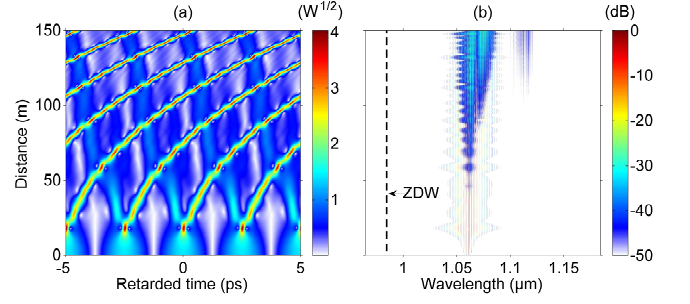 (a) (W1/2) (b) (dB)
150 4 0
100 3 -10
50 2 -20
0 1 -30
-40
-50
Distance (m)
ZDW
-5 0 5 1 1.05 1.1 1.15
Retarded time (ps) Wavelength (µm)